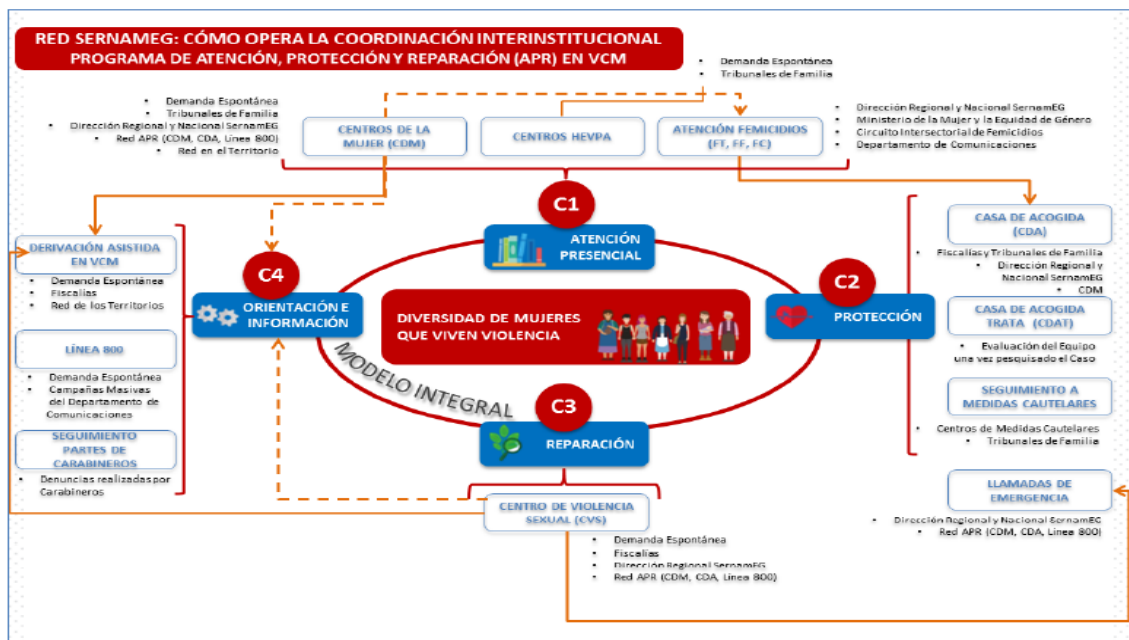 RED SERNAMEG: CÓMO OPERA LA COORDINACIÓN INTERINSTITUCIONAL
PROGRAMA DE ATENCIÓN, PROTECCIÓN Y REPARACIÓN (APR) EN VCM
• Demanda Espontánea
• Tribunales de Familia
• Demanda Espontánea
• Tribunales de Familia
• Dirección Regional y Nacional SernamEG
• Red APR (CDM, CDA, Línea 800)
• Red en el Territorio
CENTROS DE LA
MUJER (CDM)
CENTROS HEVPA
ATENCIÓN FEMICIDIOS
(FT, FF, FC)
• Dirección Regional y Nacional SernamEG
• Ministerio de la Mujer y la Equidad de Género
• Circuito Intersectorial de Femicidios
• Departamento de Comunicaciones
C1
ATENCIÓN
PRESENCIAL
DERIVACIÓN ASISTIDA
EN VCM
• Demanda Espontánea
• Fiscalías
• Red de los Territorios
LÍNEA 800
• Demanda Espontánea
• Campañas Masivas
del Departamento de
Comunicaciones
SEGUIMIENTO
PARTES DE
CARABINEROS
• Denuncias realizadas por
Carabineros
C4
ORIENTACIÓN E
INFORMACIÓN
DIVERSIDAD DE MUJERES
QUE VIVEN VIOLENCIA
MODELO INTEGRAL
C2
PROTECCIÓN
CASA DE ACOGIDA
(CDA)
• Fiscalías y Tribunales de Familia
• Dirección Regional y
Nacional SernamEG
• CDM
CASA DE ACOGIDA
TRATA (CDAT)
• Evaluación del Equipo
una vez pesquisado el Caso
SEGUIMIENTO A
MEDIDAS CAUTELARES
• Centros de Medidas Cautelares
• Tribunales de Familia
LLAMADAS DE
EMERGENCIA
• Dirección Regional y Nacional SernamEG
• Red APR (CDM, CDA, Línea 800)
C3
REPARACIÓN
CENTRO DE VIOLENCIA
SEXUAL (CVS)
• Demanda Espontánea
• Fiscalías
• Dirección Regional SernamEG
• Red APR (CDM, CDA, Línea 800)